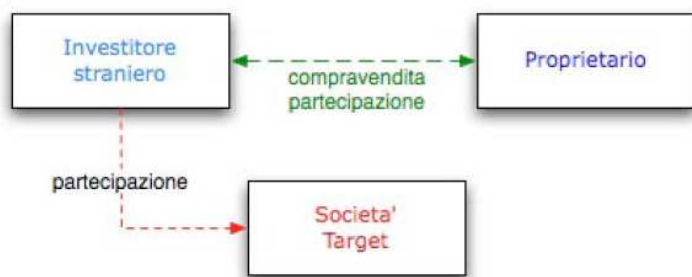 Investitore
straniero
compravendita
partecipazione
Proprietario
partecipazione
Societa'
Target